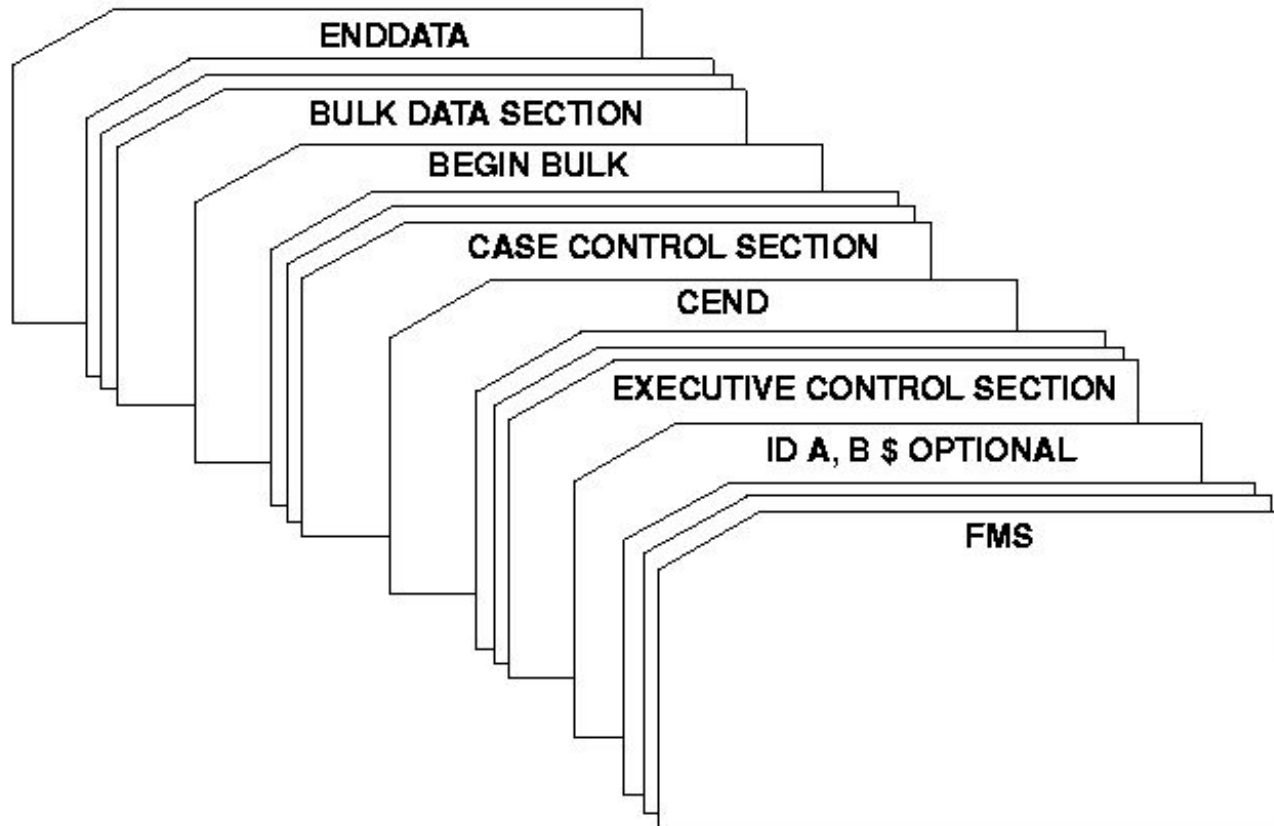 ENDDATA
BULK DATA SECTION
BEGIN BULK
CASE CONTROL SECTION
CEND
EXECUTIVE CONTROL SECTION
ID A, B $ OPTIONAL
FMS